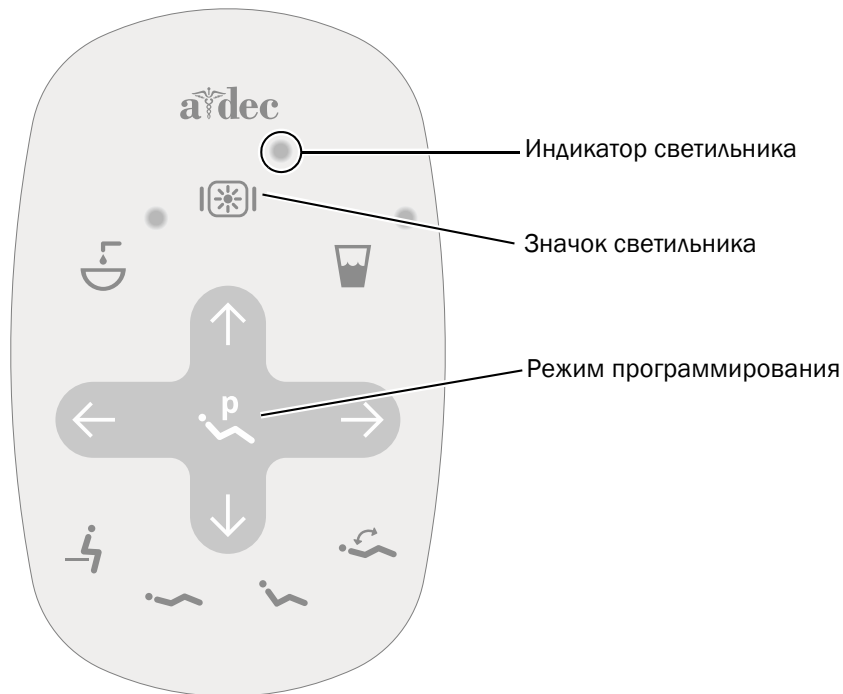 a dec
Индикатор светильника
Значок светильника
Режим программирования
p